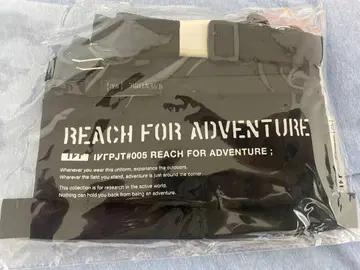 REACH FOR ADVENTURE
IVTPJT#005 REACH FOR ADVENTURE ;
Whenever you wear this uniform, experience the outdoors.
Wherever the field you stand, adventure is just around the corner.
This collection is for research in the active world.
Nothing can hold you back from being an adventure.